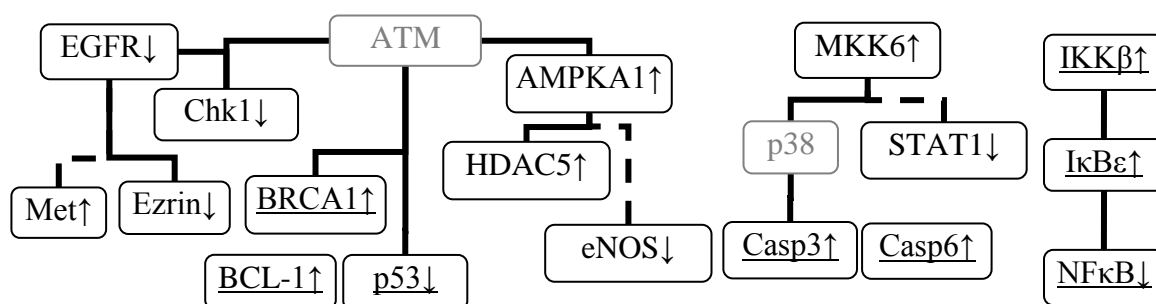 EGFR↓
ATM
MKK6↑
IKKβ↑
AMPKA1↑
Chk1↓
p38
STAT1↓
HDAC5↑
IκBε↑
Met↑
Ezrin↓
BRCA1↑
eNOS↓
Casp3↑
Casp6↑
BCL-1↑
p53↓
NFκB↓